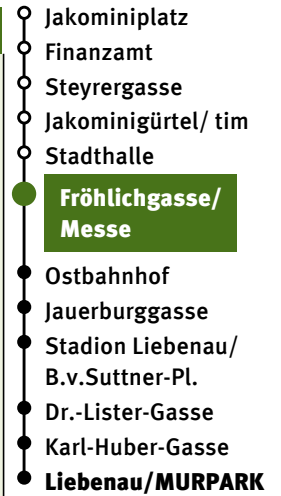 Jakominiplatz
Finanzamt
Steyrergasse
Jakominigürtel/ tim
Stadthalle
Fröhlichgasse/
Messe
Ostbahnhof
Jauerburggasse
Stadion Liebenau/
B.v.Suttner-Pl.
Dr.-Lister-Gasse
Karl-Huber-Gasse
Liebenau/MURPARK